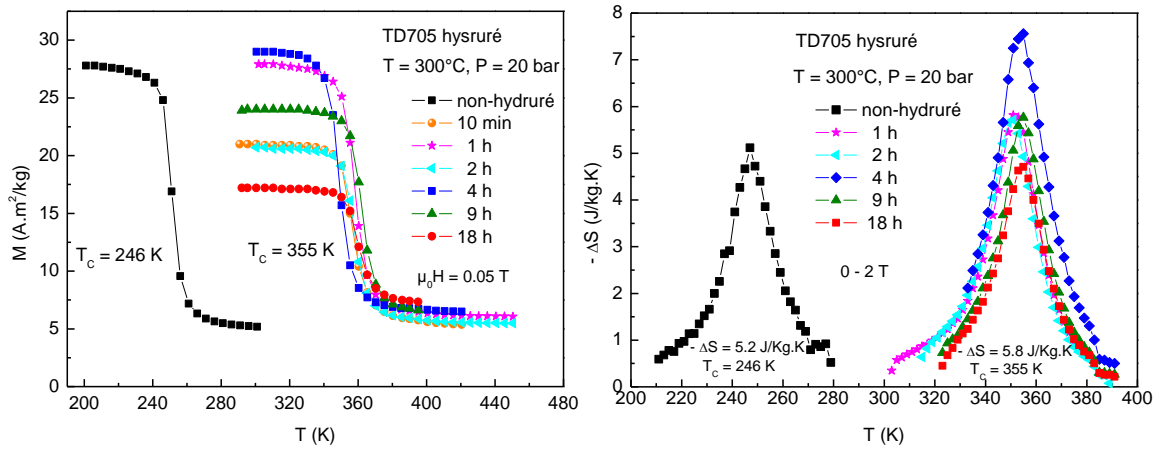 TD705 hysruré
T = 300°C, P = 20 bar
non-hydruré
10 min
1 h
2 h
4 h
9 h
18 h
T_C = 246 K
T_C = 355 K
μ₀H = 0.05 T
M (A.m²/kg)
30
25
20
15
10
5
0
200 240 280 320 360 400 440
T (K)
TD705 hysruré
T = 300°C, P = 20 bar
non-hydruré
1 h
2 h
4 h
9 h
18 h
0 - 2 T
- ΔS = 5.2 J/Kg.K
T_C = 246 K
- ΔS = 5.8 J/Kg.K
T_C = 355 K
- ΔS (J/kg.K)
8
7
6
5
4
3
2
1
0
200 220 240 260 280 300 320 340 360 380 400
T (K)